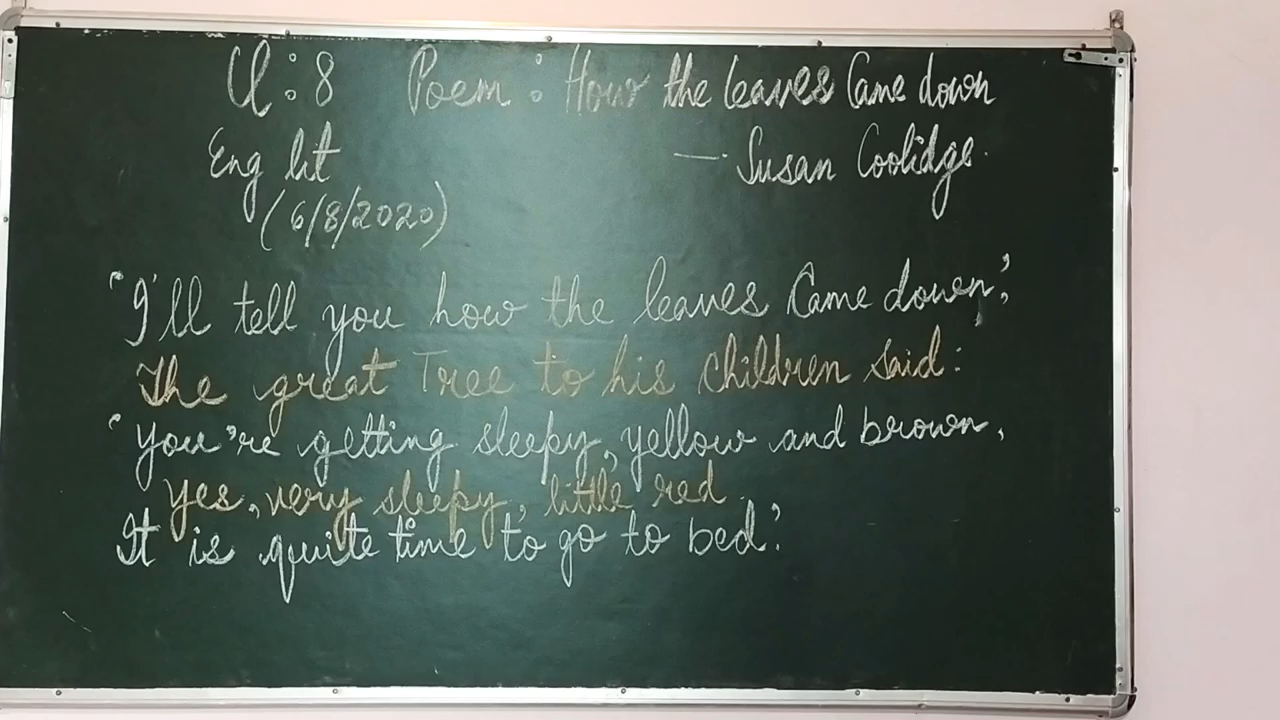 Cl: 8 Poem: How the leaves Came down
Eng lit — Susan Coolidge.
(6/8/2020)
"I'll tell you how the leaves Came down",
The great Tree to his children said:
"You're getting sleepy, yellow and brown,
yes, very sleepy, little red.
It is quite time to go to bed."